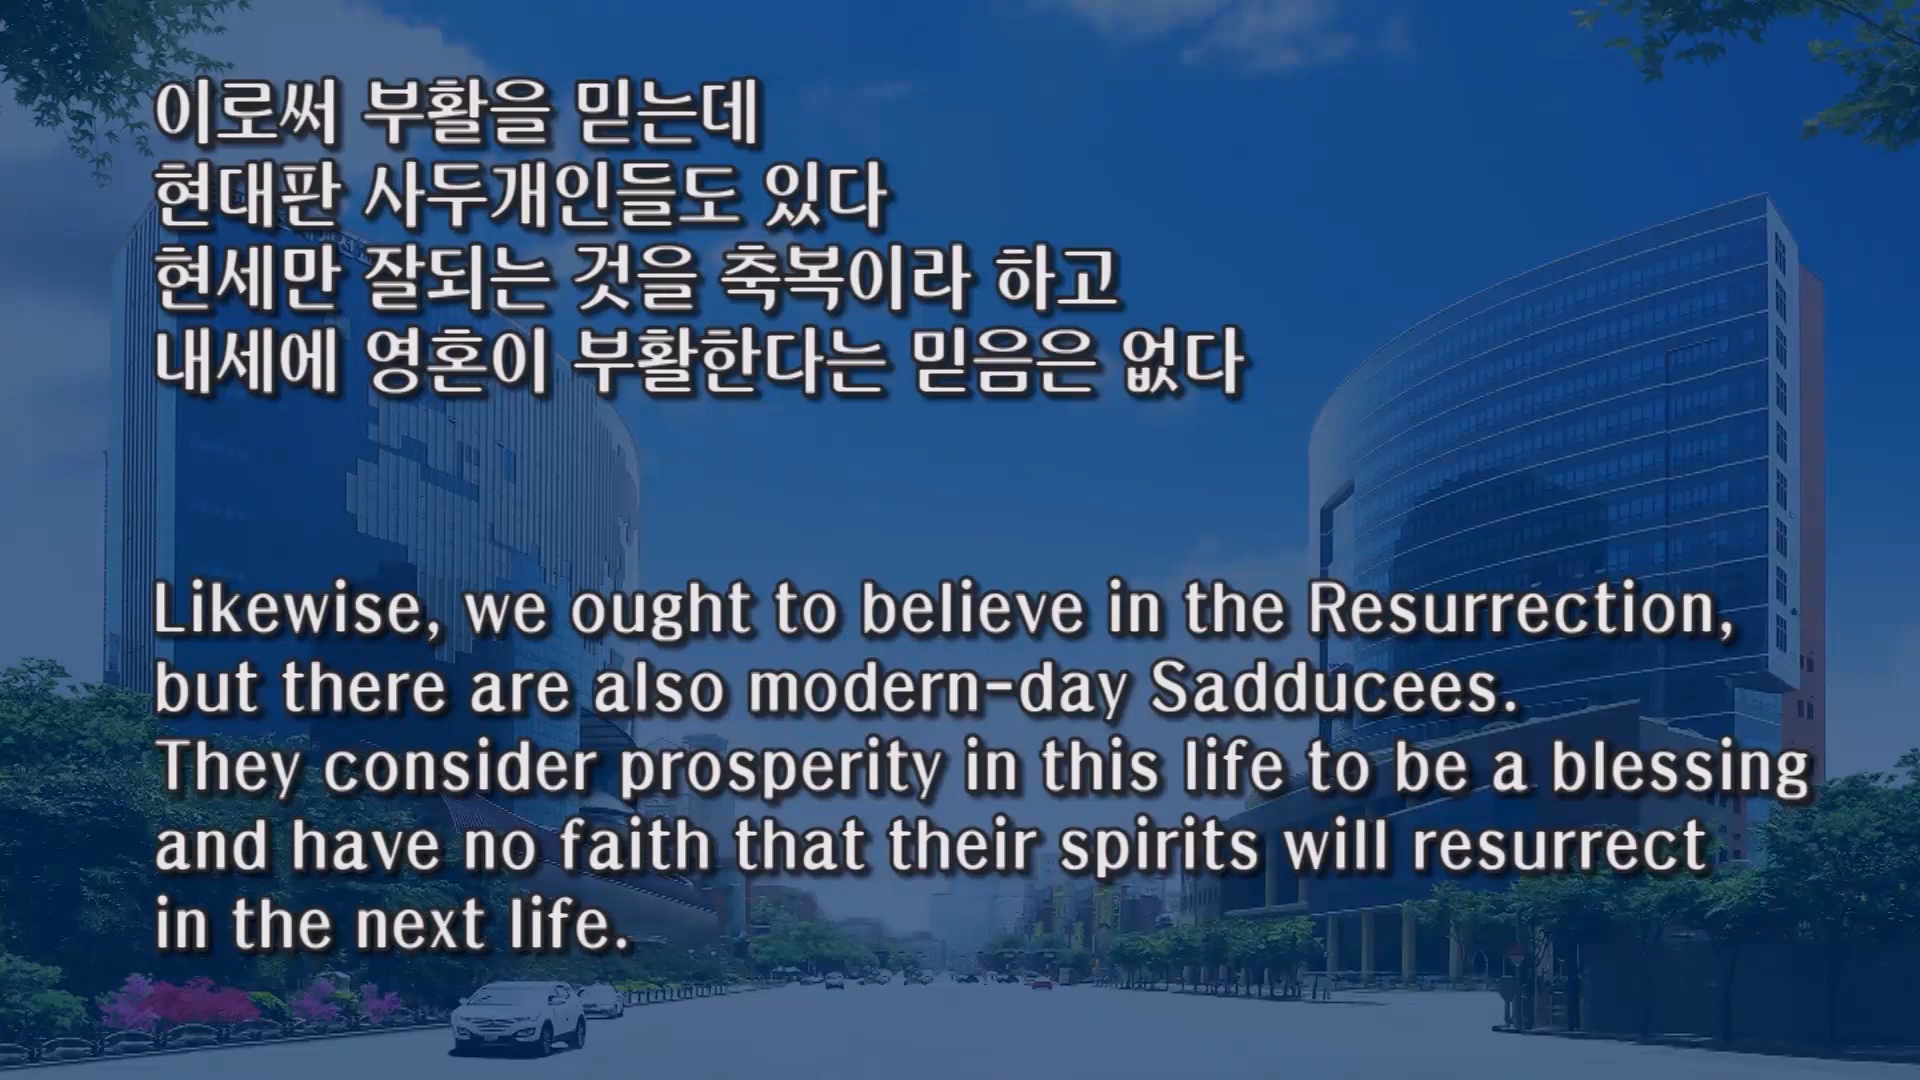 이로써 부활을 믿는데
현대판 사두개인들도 있다
현세만 잘되는 것을 축복이라 하고
내세에 영혼이 부활한다는 믿음은 없다
Likewise, we ought to believe in the Resurrection,
but there are also modern-day Sadducees.
They consider prosperity in this life to be a blessing
and have no faith that their spirits will resurrect
in the next life.